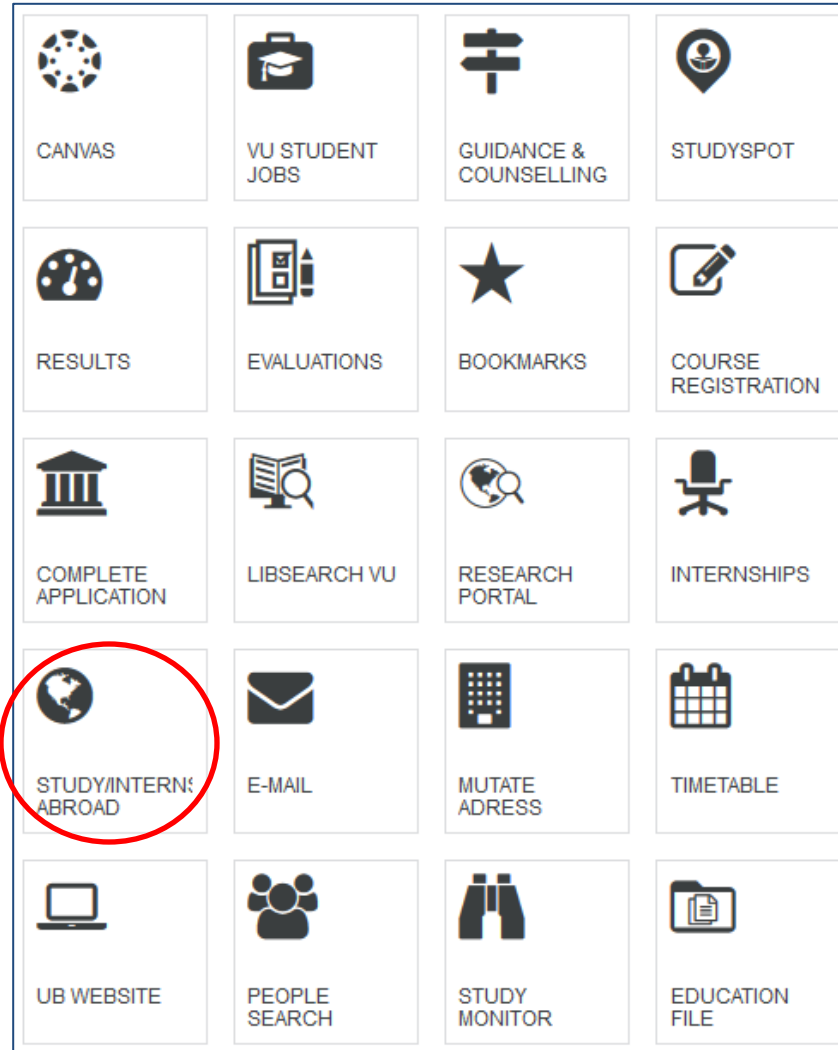 CANVAS
VU STUDENT
JOBS
GUIDANCE &
COUNSELLING
STUDYSPOT
RESULTS
EVALUATIONS
BOOKMARKS
COURSE
REGISTRATION
COMPLETE
APPLICATION
LIBSEARCH VU
RESEARCH
PORTAL
INTERNSHIPS
STUDY/INTERNS
ABROAD
E-MAIL
MUTATE
ADRESS
TIMETABLE
UB WEBSITE
PEOPLE
SEARCH
STUDY
MONITOR
EDUCATION
FILE